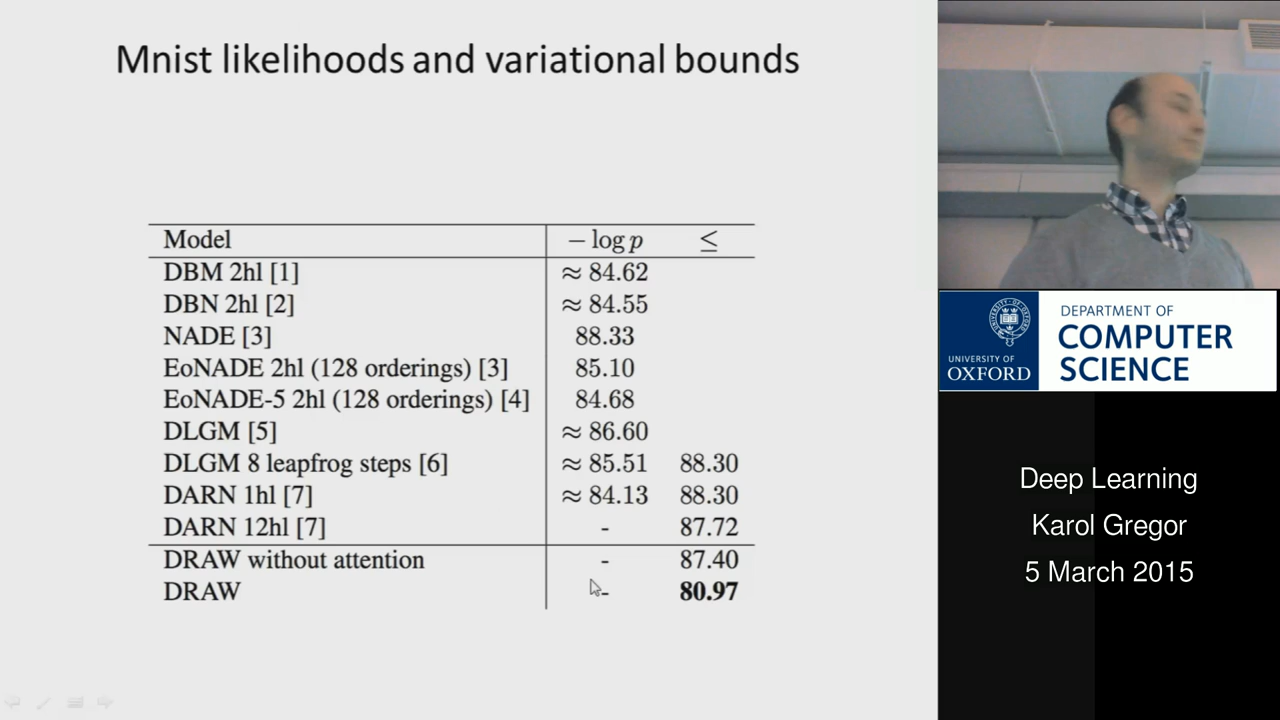 Mnist likelihoods and variational bounds
Model − log p ≤
DBM 2hl [1] ≈ 84.62
DBN 2hl [2] ≈ 84.55
NADE [3] 88.33
EoNADE 2hl (128 orderings) [3] 85.10
EoNADE-5 2hl (128 orderings) [4] 84.68
DLGM [5] ≈ 86.60
DLGM 8 leapfrog steps [6] ≈ 85.51 88.30
DARN 1hl [7] ≈ 84.13 88.30
DARN 12hl [7] - 87.72
DRAW without attention - 87.40
DRAW - 80.97
UNIVERSITY OF
OXFORD
DEPARTMENT OF
COMPUTER
SCIENCE
Deep Learning
Karol Gregor
5 March 2015